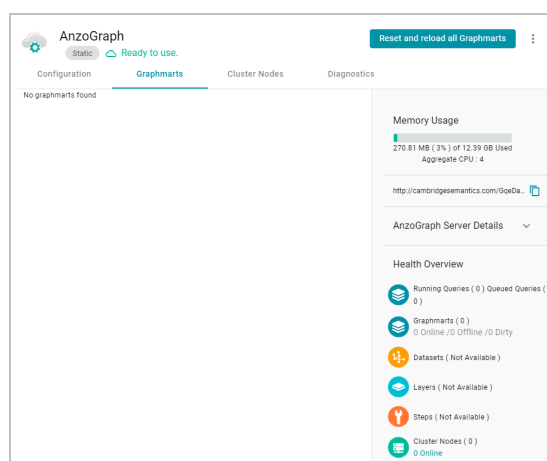 AnzoGraph
Reset and reload all Graphmarts
Static Ready to use.
Configuration Graphmarts Cluster Nodes Diagnostics
No graphmarts found
Memory Usage
270.81 MB ( 3% ) of 12.39 GB Used
Aggregate CPU : 4
http://cambridgesemantics.com/GqeDa...
AnzoGraph Server Details
Health Overview
Running Queries ( 0 ) Queued Queries (
0 )
Graphmarts ( 0 )
0 Online /0 Offline /0 Dirty
Datasets ( Not Available )
Layers ( Not Available )
Steps ( Not Available )
Cluster Nodes ( 0 )
0 Online